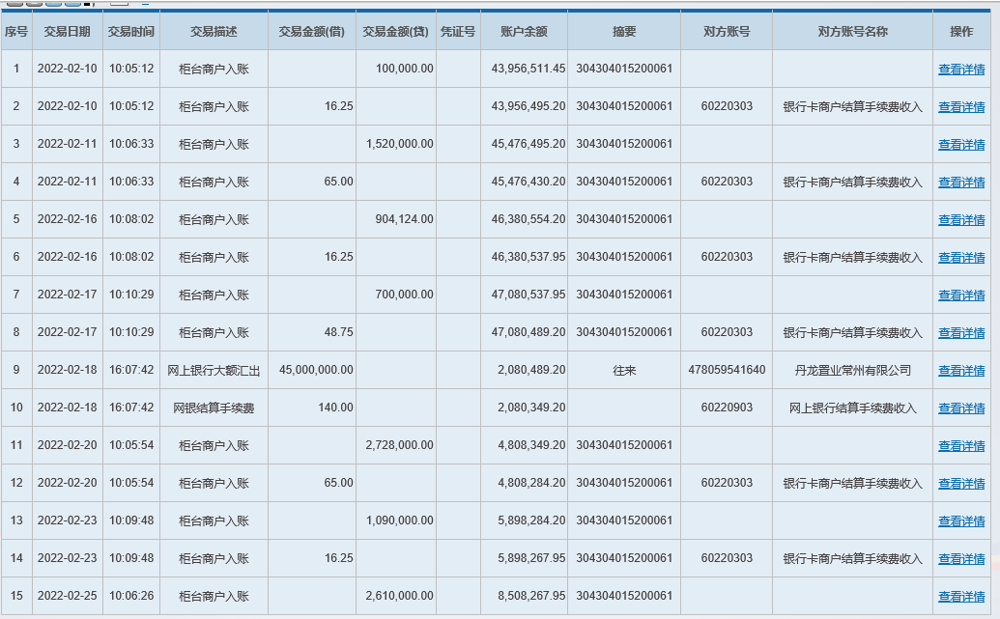 序号 交易日期 交易时间 交易描述 交易金额(借) 交易金额(贷) 凭证号 账户余额 摘要 对方账号 对方账号名称 操作
1 2022-02-10 10:05:12 柜台商户入账 100,000.00 43,956,511.45 304304015200061 查看详情
2 2022-02-10 10:05:12 柜台商户入账 16.25 43,956,495.20 304304015200061 60220303 银行卡商户结算手续费收入 查看详情
3 2022-02-11 10:06:33 柜台商户入账 1,520,000.00 45,476,495.20 304304015200061 查看详情
4 2022-02-11 10:06:33 柜台商户入账 65.00 45,476,430.20 304304015200061 60220303 银行卡商户结算手续费收入 查看详情
5 2022-02-16 10:08:02 柜台商户入账 904,124.00 46,380,554.20 304304015200061 查看详情
6 2022-02-16 10:08:02 柜台商户入账 16.25 46,380,537.95 304304015200061 60220303 银行卡商户结算手续费收入 查看详情
7 2022-02-17 10:10:29 柜台商户入账 700,000.00 47,080,537.95 304304015200061 查看详情
8 2022-02-17 10:10:29 柜台商户入账 48.75 47,080,489.20 304304015200061 60220303 银行卡商户结算手续费收入 查看详情
9 2022-02-18 16:07:42 网上银行大额汇出 45,000,000.00 2,080,489.20 往来 478059541640 丹龙置业常州有限公司 查看详情
10 2022-02-18 16:07:42 网银结算手续费 140.00 2,080,349.20 60220903 网上银行结算手续费收入 查看详情
11 2022-02-20 10:05:54 柜台商户入账 2,728,000.00 4,808,349.20 304304015200061 查看详情
12 2022-02-20 10:05:54 柜台商户入账 65.00 4,808,284.20 304304015200061 60220303 银行卡商户结算手续费收入 查看详情
13 2022-02-23 10:09:48 柜台商户入账 1,090,000.00 5,898,284.20 304304015200061 查看详情
14 2022-02-23 10:09:48 柜台商户入账 16.25 5,898,267.95 304304015200061 60220303 银行卡商户结算手续费收入 查看详情
15 2022-02-25 10:06:26 柜台商户入账 2,610,000.00 8,508,267.95 304304015200061 查看详情